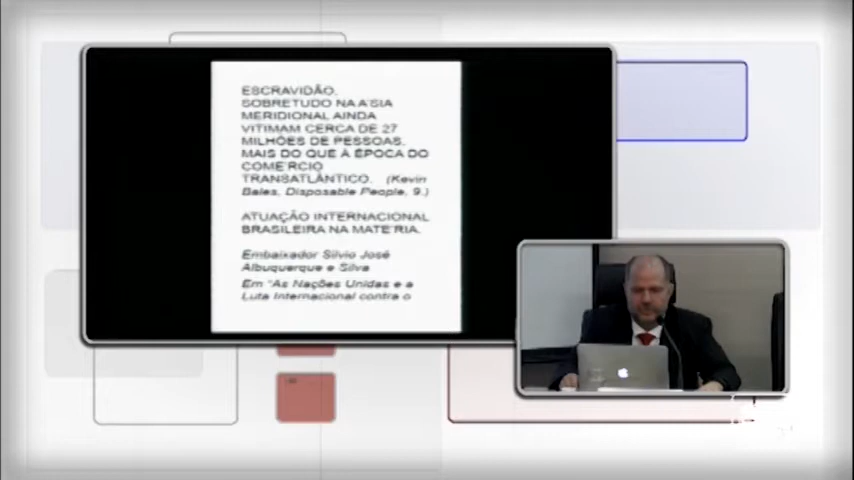 ESCRAVIDÃO,
SOBRETUDO NA A'SIA
MERIDIONAL AINDA
VITIMAM CERCA DE 27
MILHÕES DE PESSOAS,
MAIS DO QUE À ÉPOCA DO
COME'RCIO
TRANSATLÂNTICO. (Kevin
Bales, Disposable People, 9.)
ATUAÇÃO INTERNACIONAL
BRASILEIRA NA MATE'RIA.
Embaixador Silvio José
Albuquerque e Silva
Em "As Nações Unidas e a
Luta Internacional contra o